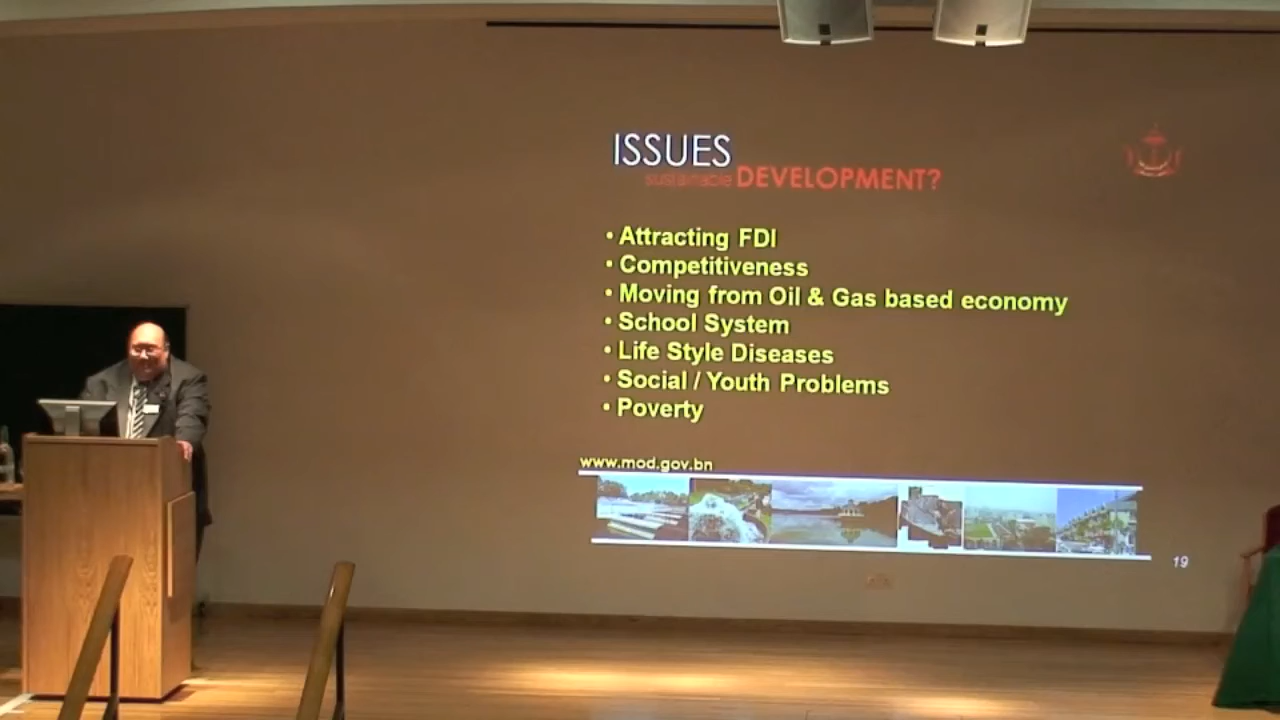 ISSUES
sustainable DEVELOPMENT?
• Attracting FDI
• Competitiveness
• Moving from Oil & Gas based economy
• School System
• Life Style Diseases
• Social / Youth Problems
• Poverty
www.mod.gov.bn
19